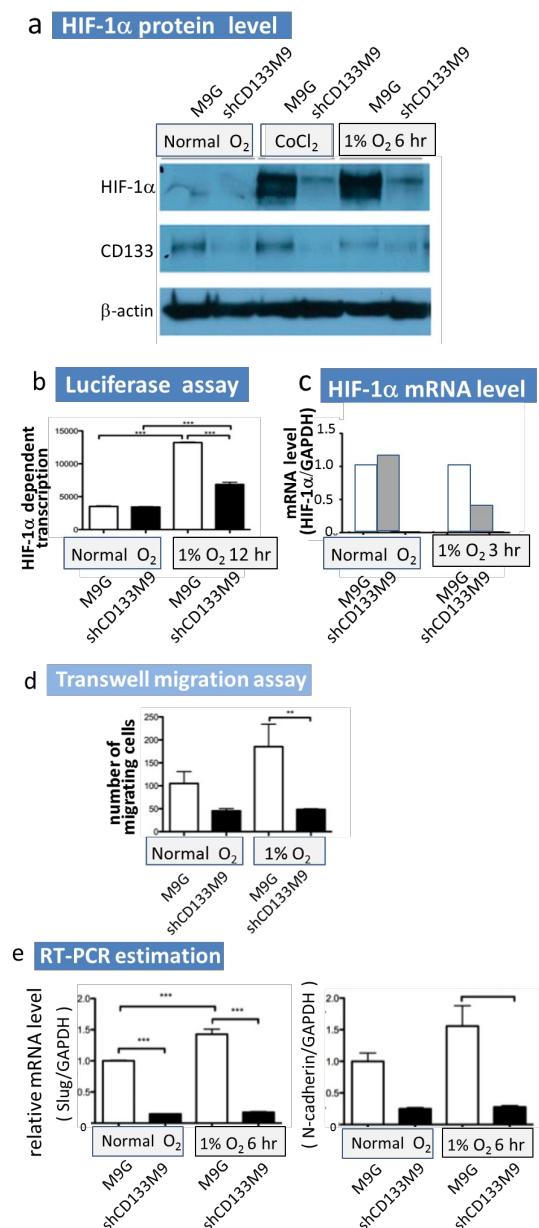 a HIF-1α protein level
M9G shCD133M9 M9G shCD133M9 M9G shCD133M9
Normal O₂ CoCl₂ 1% O₂ 6 hr
HIF-1α
CD133
β-actin
b Luciferase assay
HIF-1α dependent
transcription
15000
10000
5000
0
*** *** ***
Normal O₂ 1% O₂ 12 hr
M9G shCD133M9 M9G shCD133M9
c HIF-1α mRNA level
mRNA level
(HIF-1α/GAPDH)
1.5
1.0
0.5
0
Normal O₂ 1% O₂ 3 hr
M9G shCD133M9 M9G shCD133M9
d Transwell migration assay
number of
migrating cells
250
200
150
100
50
0
**
Normal O₂ 1% O₂
M9G shCD133M9 M9G shCD133M9
e RT-PCR estimation
relative mRNA level
( Slug/GAPDH )
2.0
1.5
1.0
0.5
0
*** *** ***
Normal O₂ 1% O₂ 6 hr
M9G shCD133M9 M9G shCD133M9
( N-cadherin/GAPDH )
2.0
1.5
1.0
0.5
0
Normal O₂ 1% O₂ 6 hr
M9G shCD133M9 M9G shCD133M9